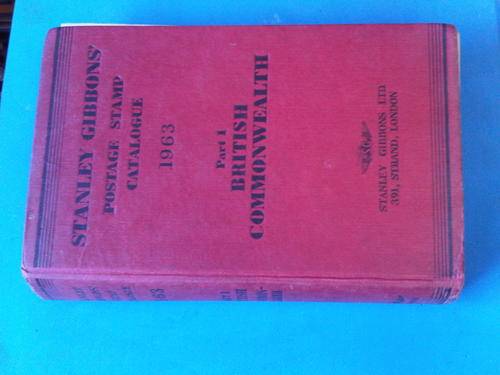 STANLEY GIBBONS'
POSTAGE STAMP
CATALOGUE
1963
Part 1
BRITISH
COMMONWEALTH
STANLEY GIBBONS LTD
391, STRAND, LONDON